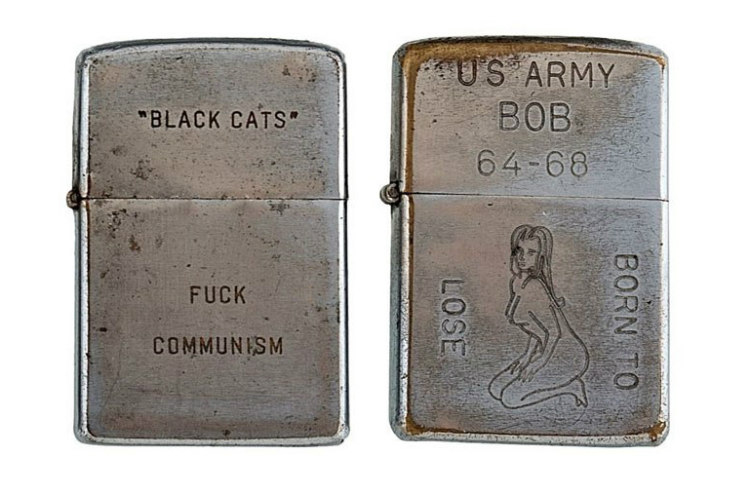 "BLACK CATS"
FUCK
COMMUNISM
US ARMY
BOB
64-68
BORN TO
LOSE